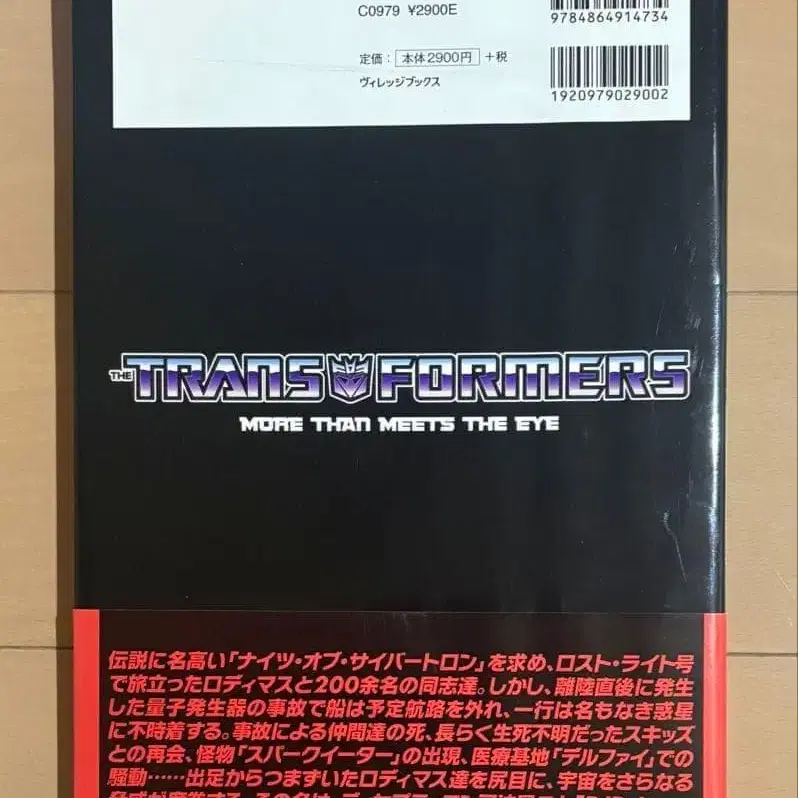 C0979 ¥2900E
9784864914734
定価：本体2900円＋税
ヴィレッジブックス
1920979029002
THE TRANSFORMERS
MORE THAN MEETS THE EYE
伝説に名高い「ナイツ・オブ・サイバートロン」を求め、ロスト・ライト号
で旅立ったロディマスと200余名の同志達。しかし、離陸直後に発生
した量子発生器の事故で船は予定航路を外れ、一行は名もなき惑星
に不時着する。事故による仲間達の死、長らく生死不明だったスキッズ
との再会、怪物「スパークイーター」の出現、医療基地「デルファイ」での
騒動……出足からつまずいたロディマス達を尻目に、宇宙をさらなる